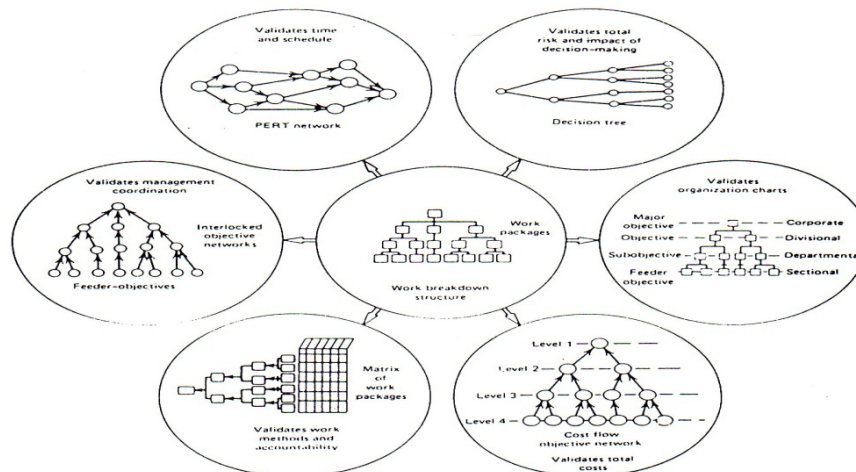 Validates time
and schedule
PERT network
Validates total
risk and impact of
decision-making
Decision tree
Validates management
coordination
Interlocked
objective
networks
Feeder-objectives
Work
packages
Work breakdown
structure
Validates
organization charts
Major
objective
Corporate
Objective
Divisional
Subobjective
Departmenta
Feeder
objective
Sectional
Matrix
of
work
packages
Validates work
methods and
accountability
Level 1
Level 2
Level 3
Level 4
Cost flow
objective network
Validates total
costs